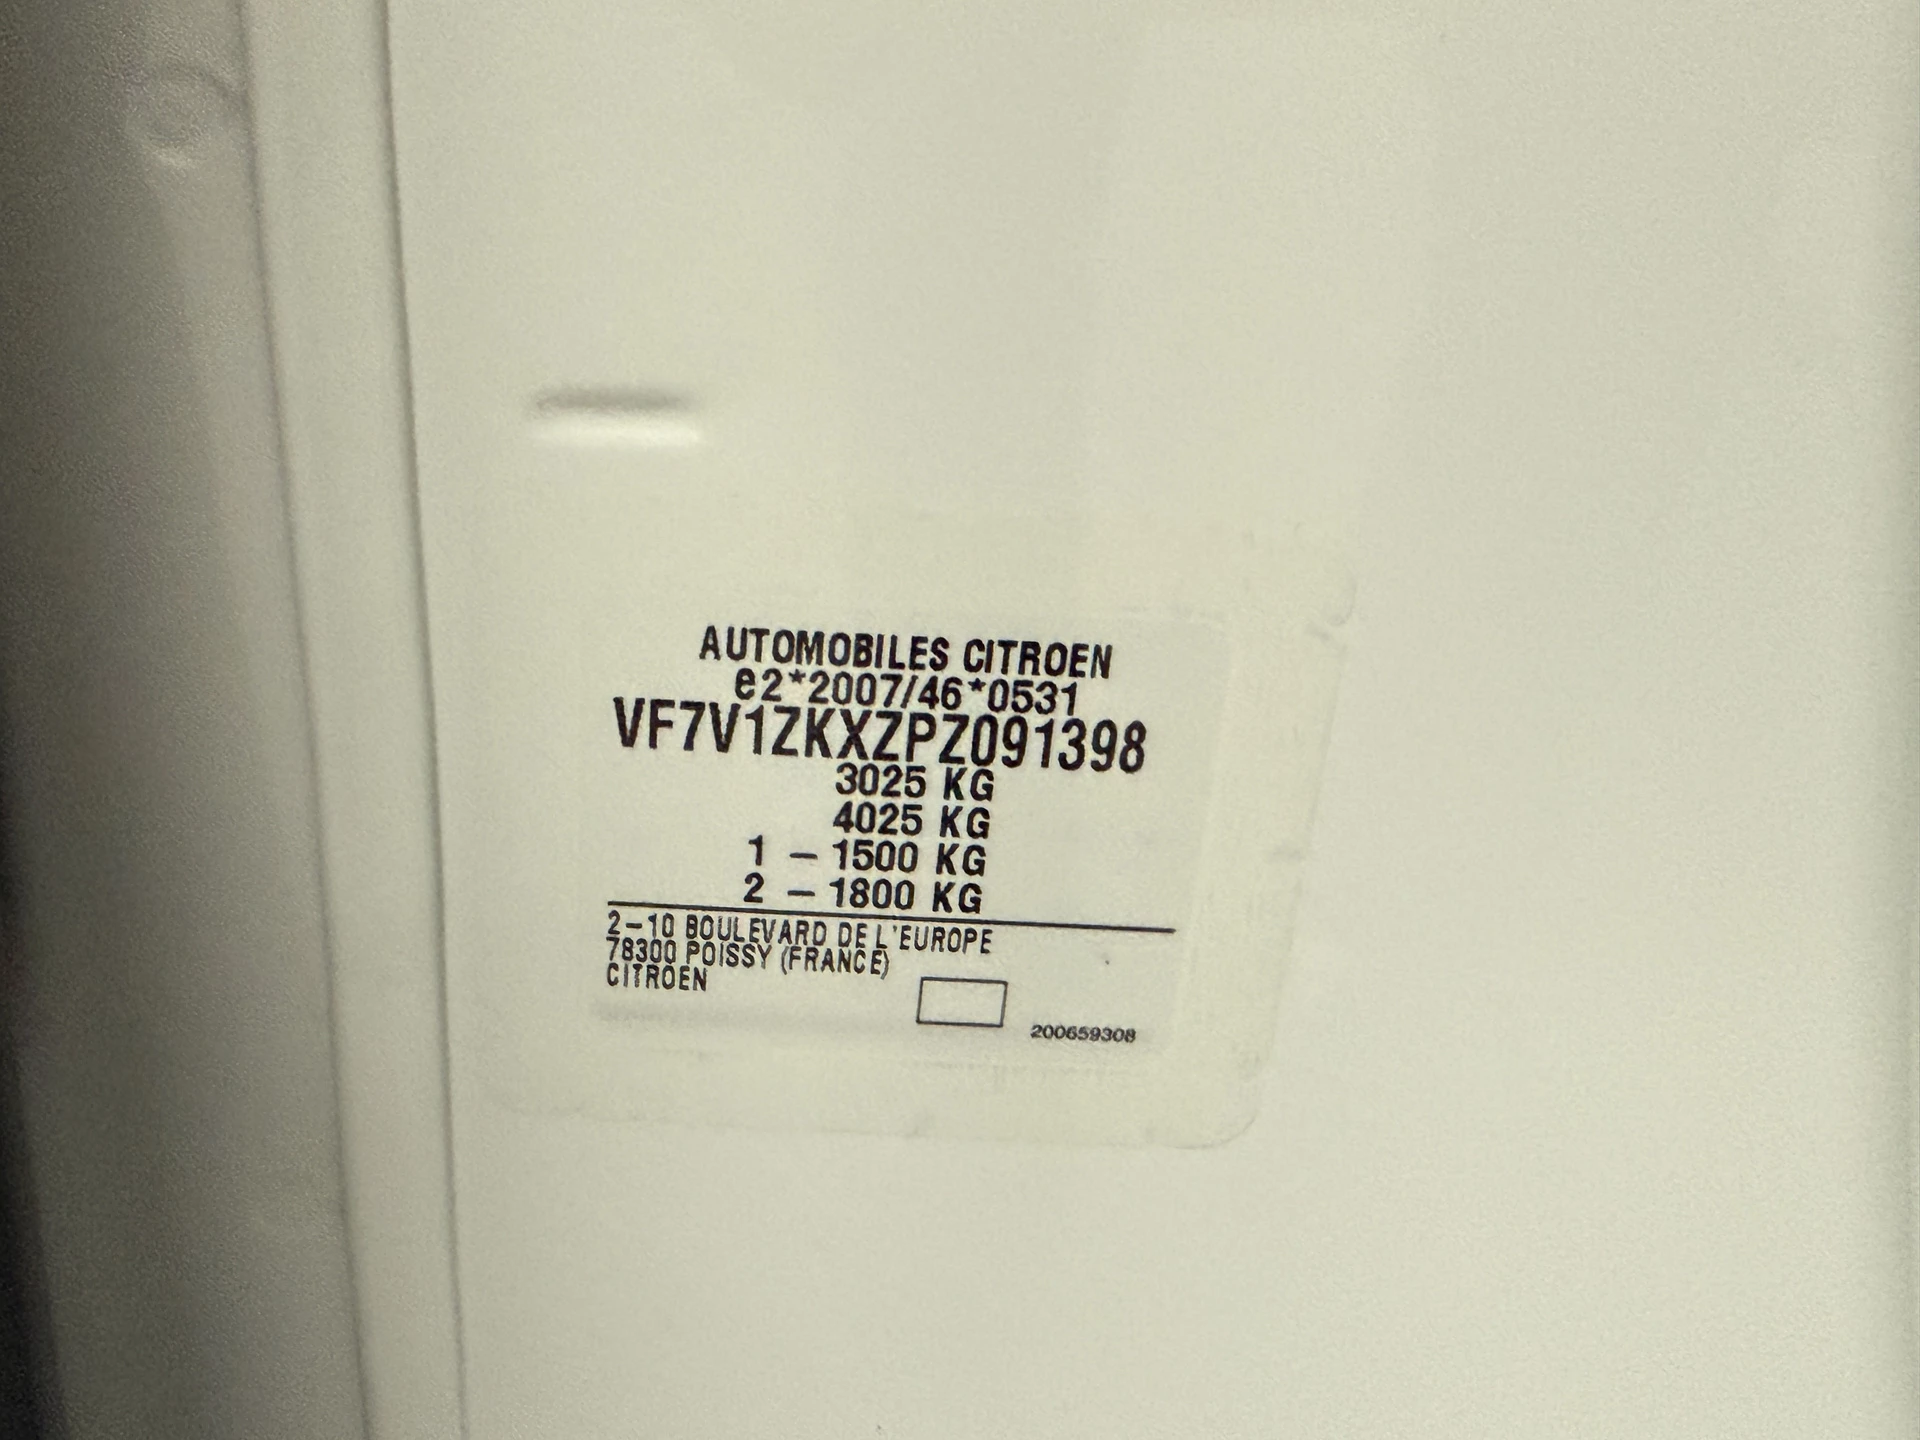 AUTOMOBILES CITROEN
e2*2007/46*0531
VF7V1ZKXZPZ091398
3025 KG
4025 KG
1 – 1500 KG
2 – 1800 KG
2–10 BOULEVARD DE L'EUROPE
78300 POISSY (FRANCE)
CITROEN
200659308